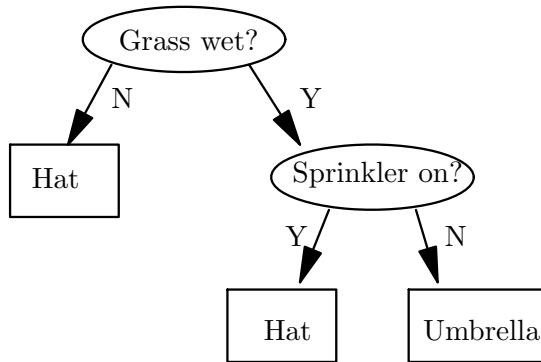 Grass wet?
N
Y
Hat
Sprinkler on?
Y
N
Hat
Umbrella